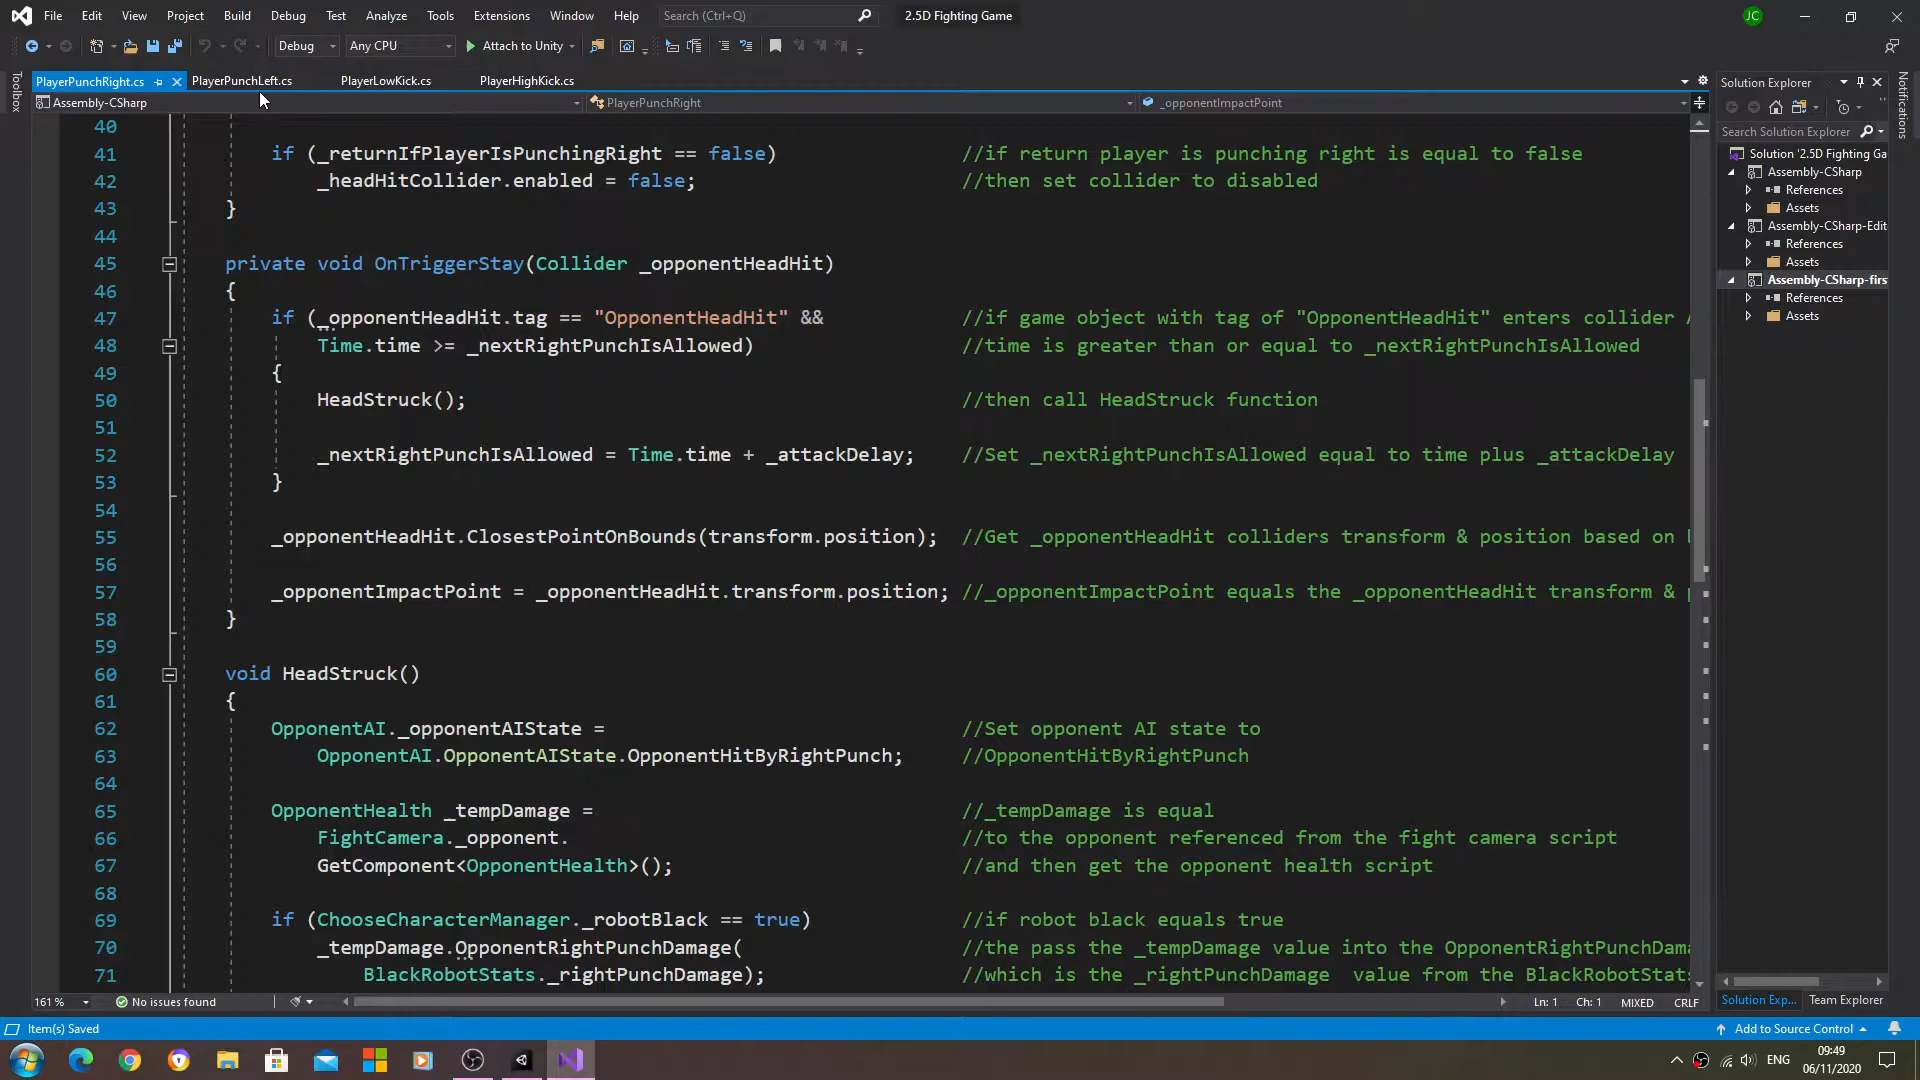 File Edit View Project Build Debug Test Analyze Tools Extensions Window Help Search (Ctrl+Q) 2.5D Fighting Game JC
Debug Any CPU Attach to Unity
PlayerPunchRight.cs PlayerPunchLeft.cs PlayerLowKick.cs PlayerHighKick.cs
Assembly-CSharp PlayerPunchRight _opponentImpactPoint
Toolbox
40
41 if (_returnIfPlayerIsPunchingRight == false) //if return player is punching right is equal to false
42 _headHitCollider.enabled = false; //then set collider to disabled
43 }
44
45 private void OnTriggerStay(Collider _opponentHeadHit)
46 {
47 if (_opponentHeadHit.tag == "OpponentHeadHit" && //if game object with tag of "OpponentHeadHit" enters collider
48 Time.time >= _nextRightPunchIsAllowed) //time is greater than or equal to _nextRightPunchIsAllowed
49 {
50 HeadStruck(); //then call HeadStruck function
51
52 _nextRightPunchIsAllowed = Time.time + _attackDelay; //Set _nextRightPunchIsAllowed equal to time plus _attackDelay
53 }
54
55 _opponentHeadHit.ClosestPointOnBounds(transform.position); //Get _opponentHeadHit colliders transform & position based on
56
57 _opponentImpactPoint = _opponentHeadHit.transform.position; //_opponentImpactPoint equals the _opponentHeadHit transform &
58 }
59
60 void HeadStruck()
61 {
62 OpponentAI._opponentAIState = //Set opponent AI state to
63 OpponentAI.OpponentAIState.OpponentHitByRightPunch; //OpponentHitByRightPunch
64
65 OpponentHealth _tempDamage = //_tempDamage is equal
66 FightCamera._opponent. //to the opponent referenced from the fight camera script
67 GetComponent<OpponentHealth>(); //and then get the opponent health script
68
69 if (ChooseCharacterManager._robotBlack == true) //if robot black equals true
70 _tempDamage.OpponentRightPunchDamage( //the pass the _tempDamage value into the OpponentRightPunchDama
71 BlackRobotStats._rightPunchDamage); //which is the _rightPunchDamage value from the BlackRobotStats
161 % No issues found Ln: 1 Ch: 1 MIXED CRLF
Solution Explorer
Search Solution Explorer
Solution '2.5D Fighting Ga
Assembly-CSharp
References
Assets
Assembly-CSharp-Edit
References
Assets
Assembly-CSharp-firs
References
Assets
Solution Exp... Team Explorer
Notifications
Item(s) Saved Add to Source Control
ENG 09:49
06/11/2020